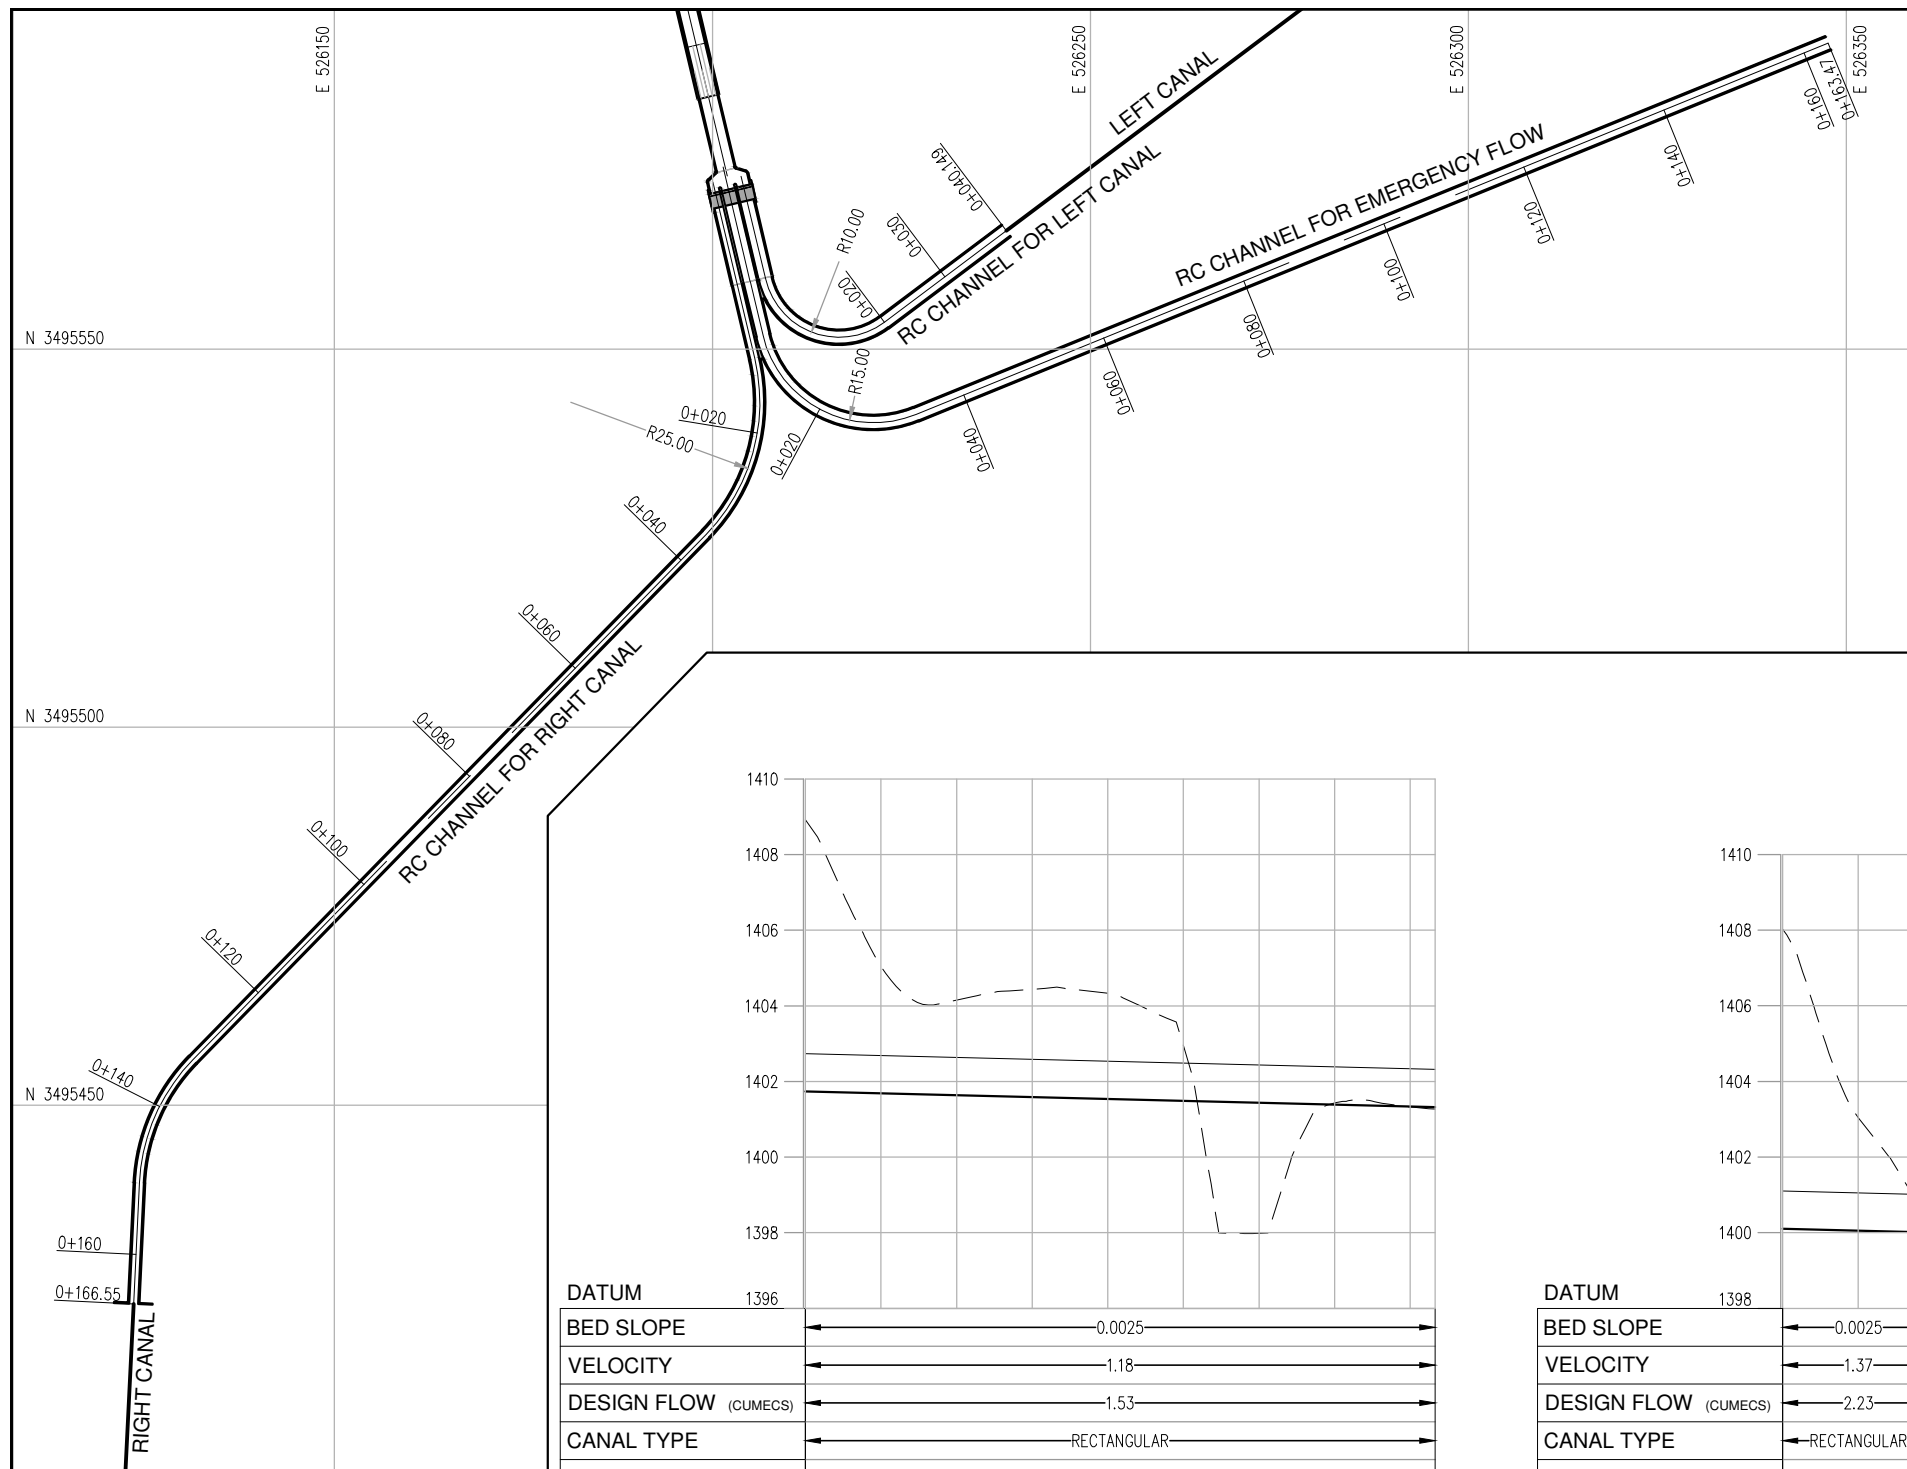 E 526150
E 526250
E 526300
E 526350
LEFT CANAL
RC CHANNEL FOR LEFT CANAL
0+040.149
0+030
0+020
R10.00
RC CHANNEL FOR EMERGENCY FLOW
0+163.47
0+160
0+140
0+120
0+100
0+080
0+060
0+040
0+020
R15.00
N 3495550
0+020
R25.00
0+040
0+060
0+080
0+100
0+120
0+140
0+160
0+166.55
RC CHANNEL FOR RIGHT CANAL
RIGHT CANAL
N 3495500
N 3495450
1410
1408
1406
1404
1402
1400
1398
1396
DATUM
BED SLOPE 0.0025
VELOCITY 1.18
DESIGN FLOW (CUMECS) 1.53
CANAL TYPE RECTANGULAR
1410
1408
1406
1404
1402
1400
1398
DATUM
BED SLOPE 0.0025
VELOCITY 1.37
DESIGN FLOW (CUMECS) 2.23
CANAL TYPE RECTANGULAR